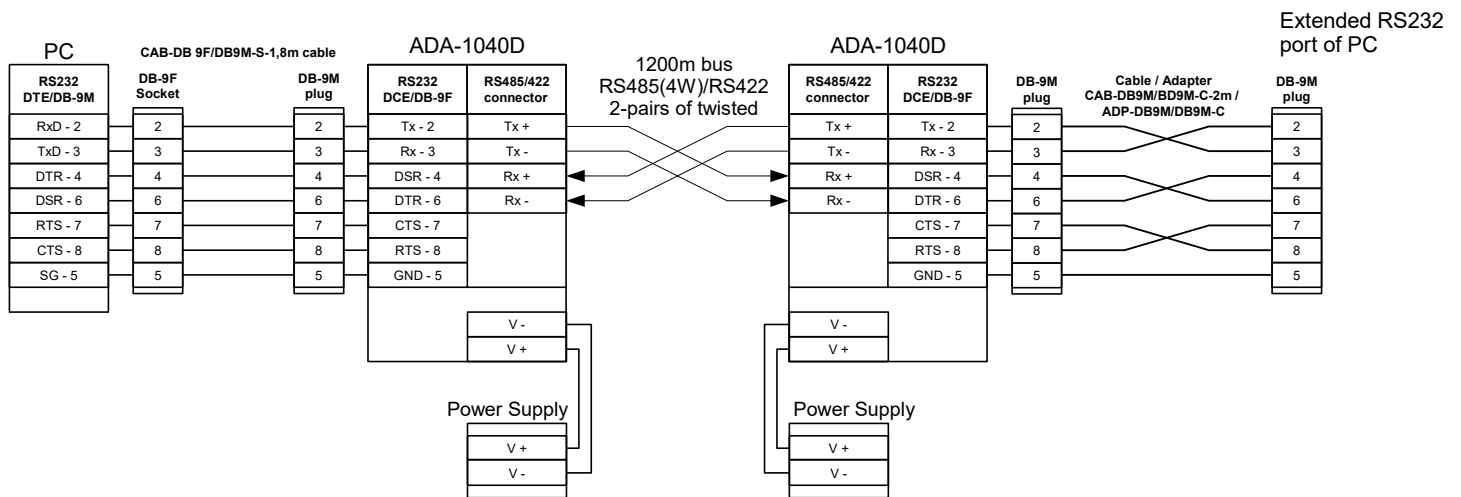 Extended RS232
port of PC
PC
CAB-DB 9F/DB9M-S-1,8m cable
ADA-1040D
1200m bus
RS485(4W)/RS422
2-pairs of twisted
ADA-1040D
RS232
DTE/DB-9M
DB-9F
Socket
DB-9M
plug
RS232
DCE/DB-9F
RS485/422
connector
RS485/422
connector
RS232
DCE/DB-9F
DB-9M
plug
Cable / Adapter
CAB-DB9M/BD9M-C-2m /
ADP-DB9M/DB9M-C
DB-9M
plug
RxD - 2 2 2 Tx - 2 Tx + Tx + Tx - 2 2 2
TxD - 3 3 3 Rx - 3 Tx - Tx - Rx - 3 3 3
DTR - 4 4 4 DSR - 4 Rx + Rx + DSR - 4 4 4
DSR - 6 6 6 DTR - 6 Rx - Rx - DTR - 6 6 6
RTS - 7 7 7 CTS - 7 CTS - 7 7 7
CTS - 8 8 8 RTS - 8 RTS - 8 8 8
SG - 5 5 5 GND - 5 GND - 5 5 5
V - V -
V + V +
Power Supply Power Supply
V + V +
V - V -